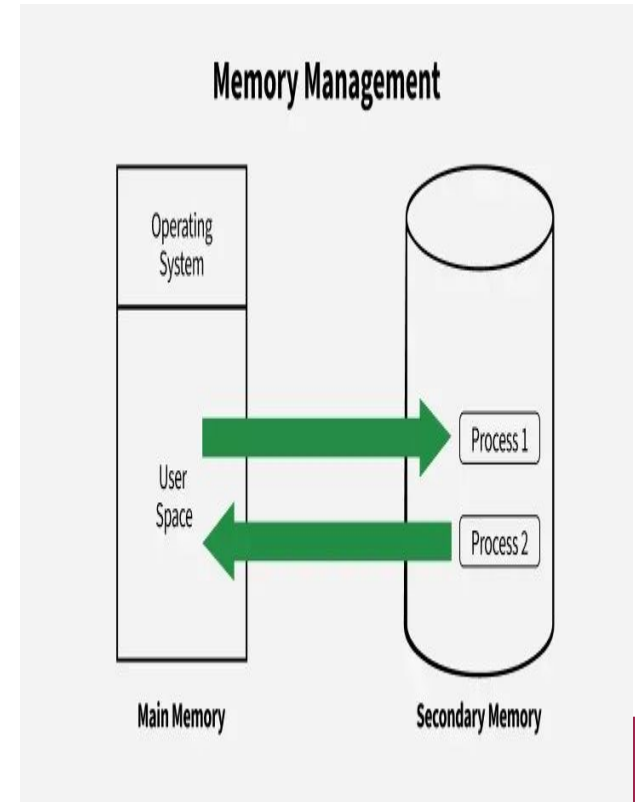 Memory Management
Operating
System
Process 1
User
Space
Process 2
Main Memory
Secondary Memory